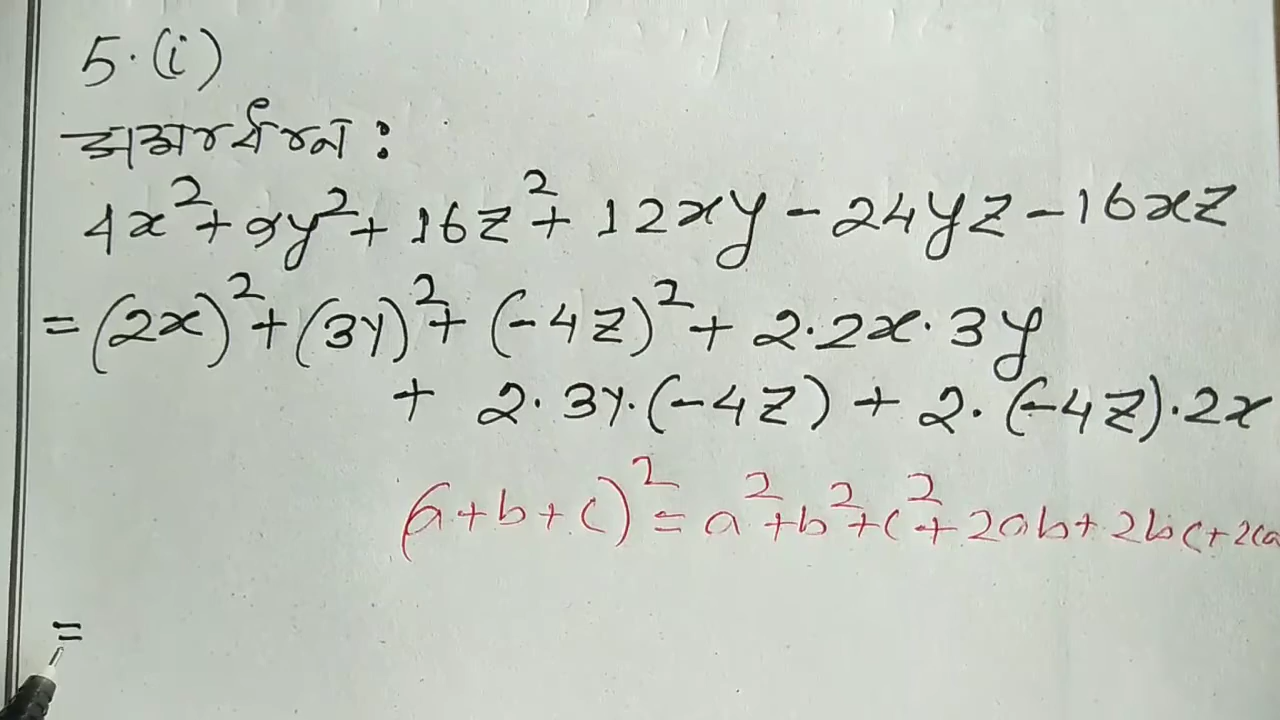 5.(i)
সমাধান :
4x² + 9y² + 16z² + 12xy - 24yz - 16xz
= (2x)² + (3y)² + (-4z)² + 2·2x·3y
+ 2·3y·(-4z) + 2·(-4z)·2x
(a+b+c)² = a²+b²+c²+2ab+2bc+2ca
=